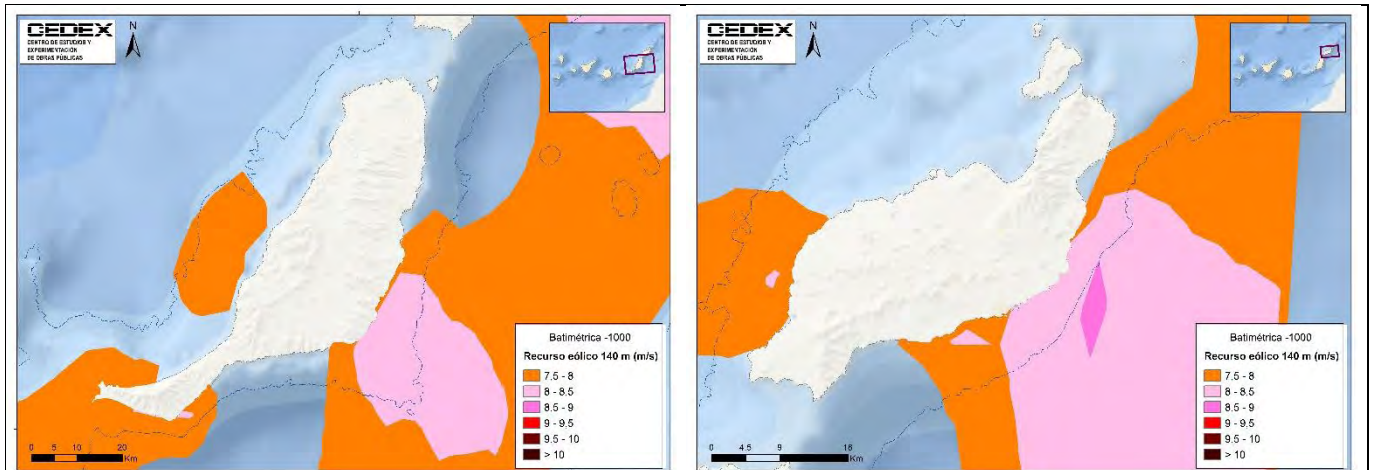 CEDEX
CENTRO DE ESTUDIOS Y
EXPERIMENTACIÓN
DE OBRAS PÚBLICAS
N
Batimétrica -1000
Recurso eólico 140 m (m/s)
7.5 - 8
8 - 8.5
8.5 - 9
9 - 9.5
9.5 - 10
> 10
0 5 10 20
Km
CEDEX
CENTRO DE ESTUDIOS Y
EXPERIMENTACIÓN
DE OBRAS PÚBLICAS
N
Batimétrica -1000
Recurso eólico 140 m (m/s)
7.5 - 8
8 - 8.5
8.5 - 9
9 - 9.5
9.5 - 10
> 10
0 4.5 9 18
Km